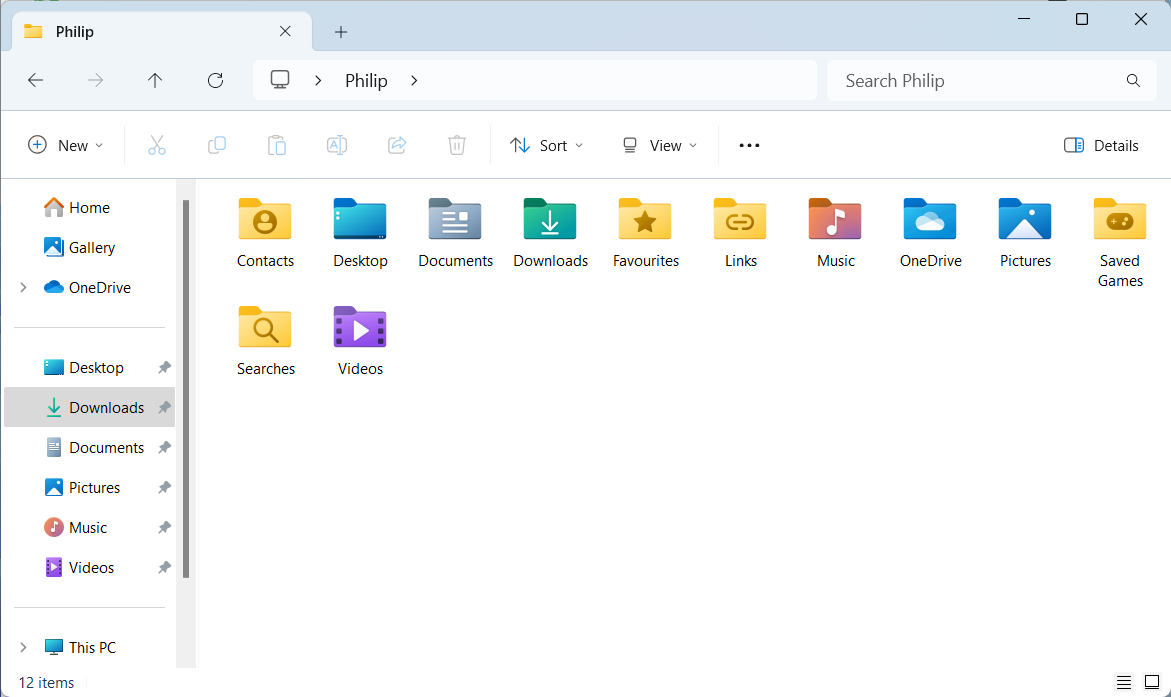 Philip
Philip
Search Philip
New
Sort
View
Details
Home
Gallery
OneDrive
Desktop
Downloads
Documents
Pictures
Music
Videos
This PC
Contacts
Desktop
Documents
Downloads
Favourites
Links
Music
OneDrive
Pictures
Saved
Games
Searches
Videos
12 items